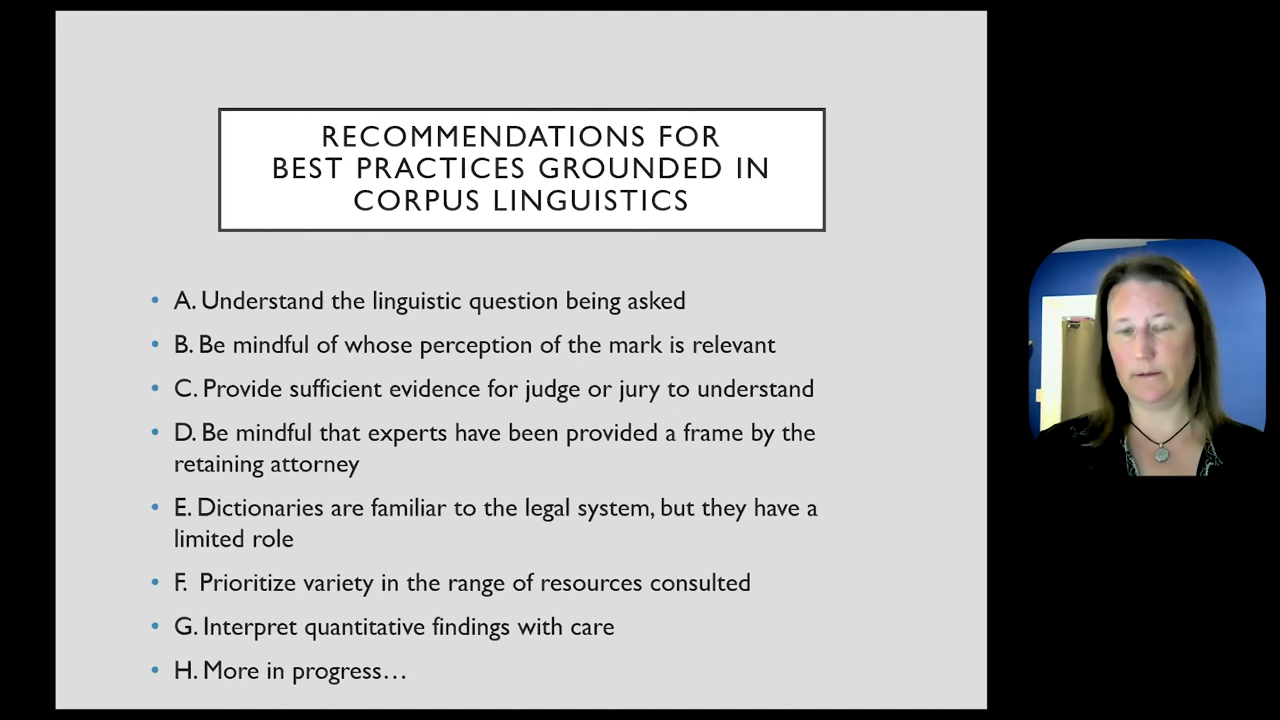 RECOMMENDATIONS FOR
BEST PRACTICES GROUNDED IN
CORPUS LINGUISTICS
• A. Understand the linguistic question being asked
• B. Be mindful of whose perception of the mark is relevant
• C. Provide sufficient evidence for judge or jury to understand
• D. Be mindful that experts have been provided a frame by the
retaining attorney
• E. Dictionaries are familiar to the legal system, but they have a
limited role
• F. Prioritize variety in the range of resources consulted
• G. Interpret quantitative findings with care
• H. More in progress…